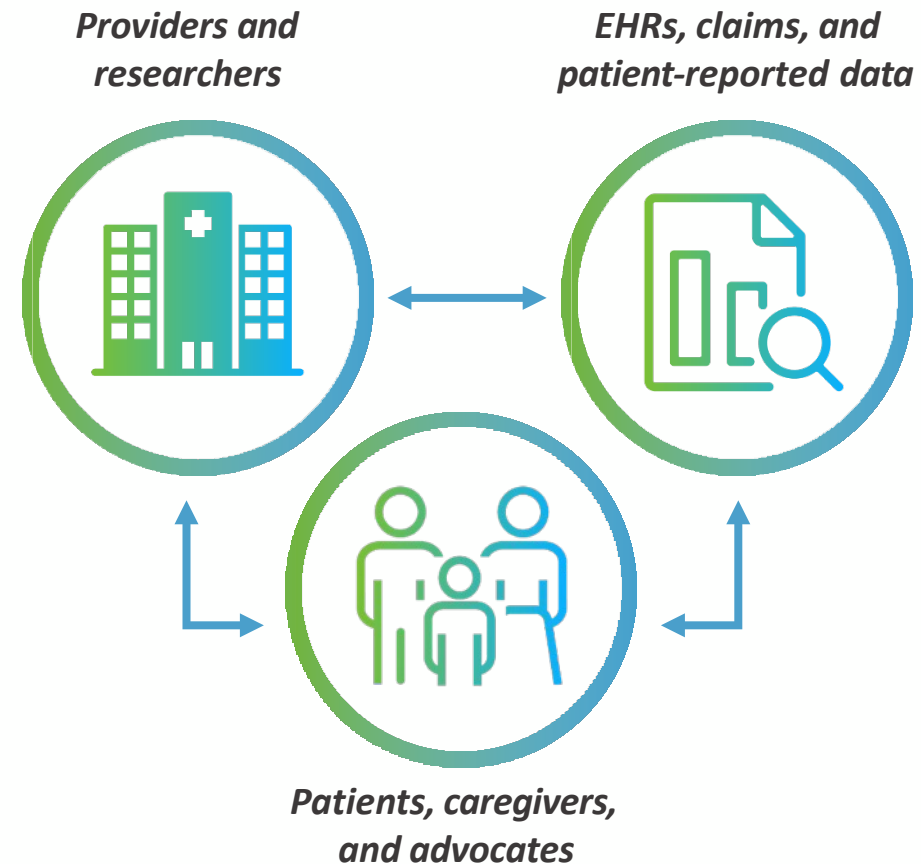 Providers and
researchers
EHRs, claims, and
patient-reported data
Patients, caregivers,
and advocates